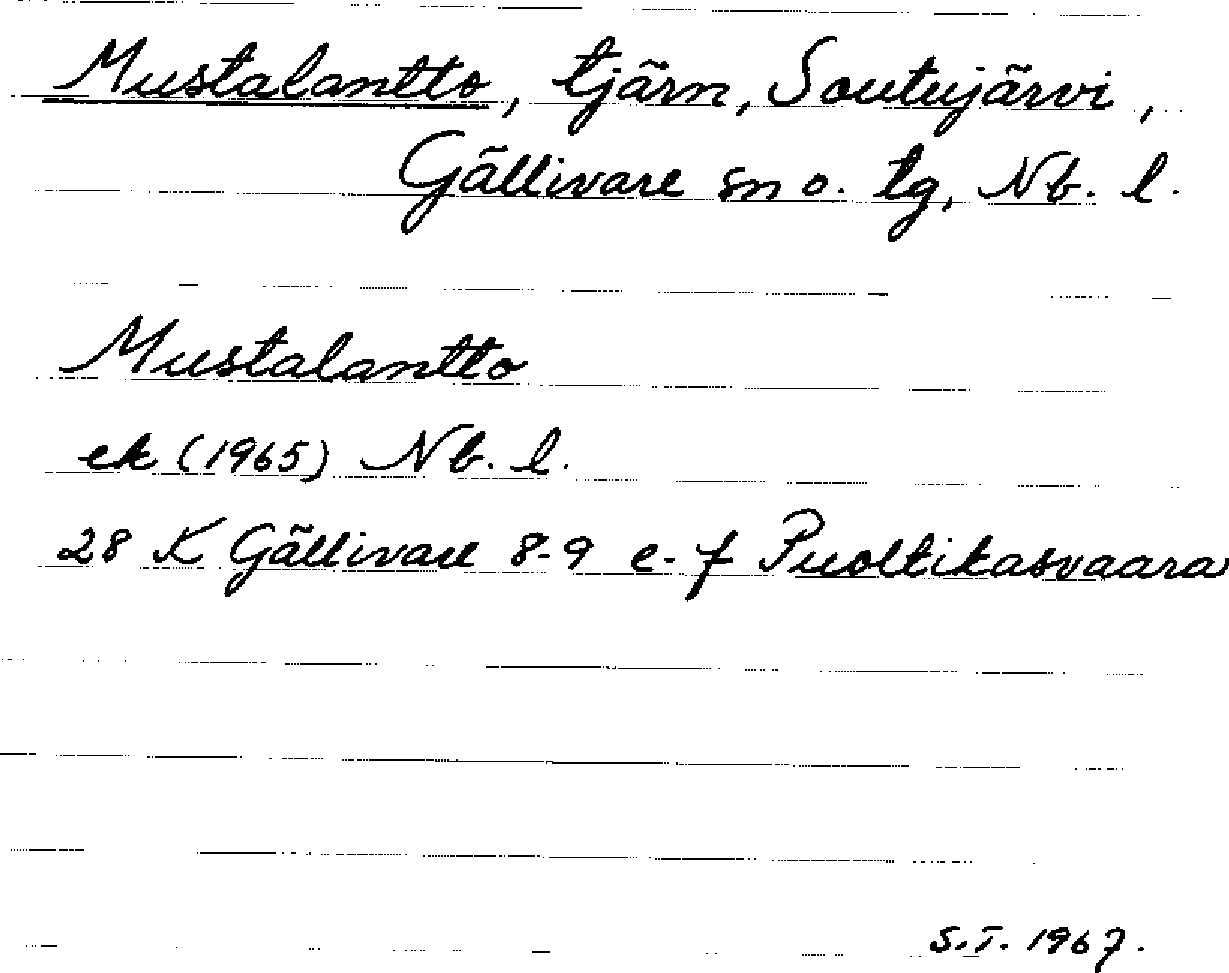 Mustalantto, tjärn, Soutujärvi,
Gällivare sn o. tg, Nb. l.
Mustalantto
ek (1965) Nb. l.
28 K Gällivare 8-9 e-f Puoltikasvaara
S.I. 1967.